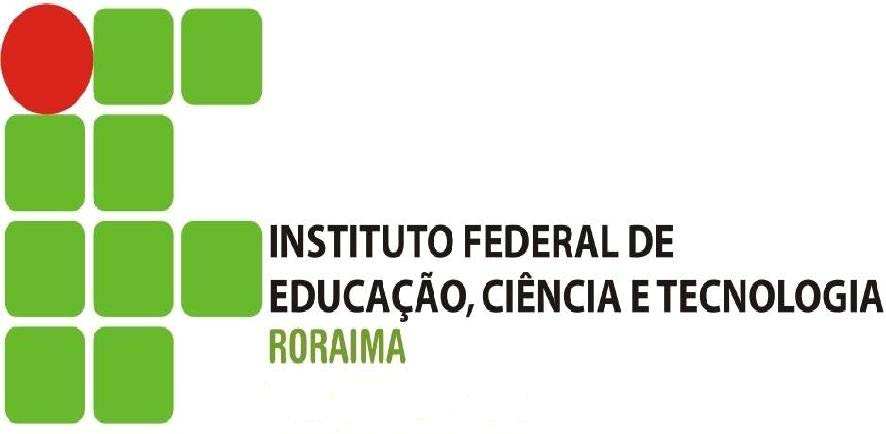 INSTITUTO FEDERAL DE
EDUCAÇÃO, CIÊNCIA E TECNOLOGIA
RORAIMA